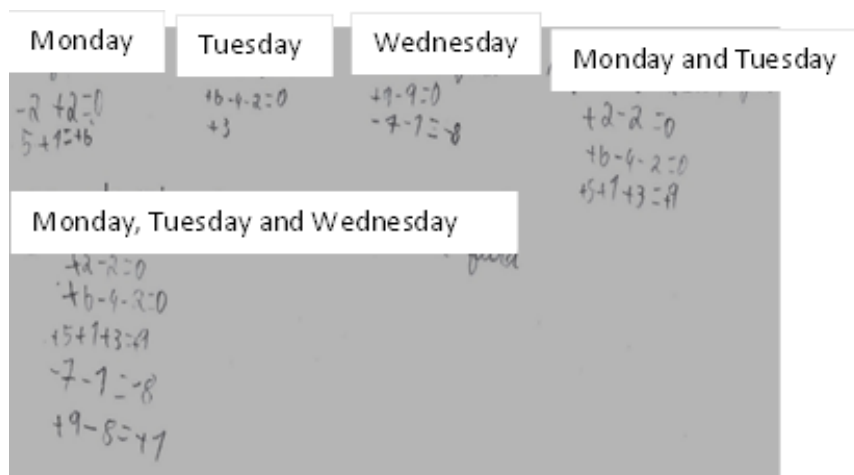 Monday
-2 +2=0
5+1=+6
Tuesday
+6-4-2=0
+3
Wednesday
+9-9=0
-7-1=-8
Monday and Tuesday
+2-2=0
+6-4-2=0
+5+1+3=+9
Monday, Tuesday and Wednesday
+2-2=0
+6-4-2=0
+5+1+3=+9
-7-1=-8
+9-8=+1